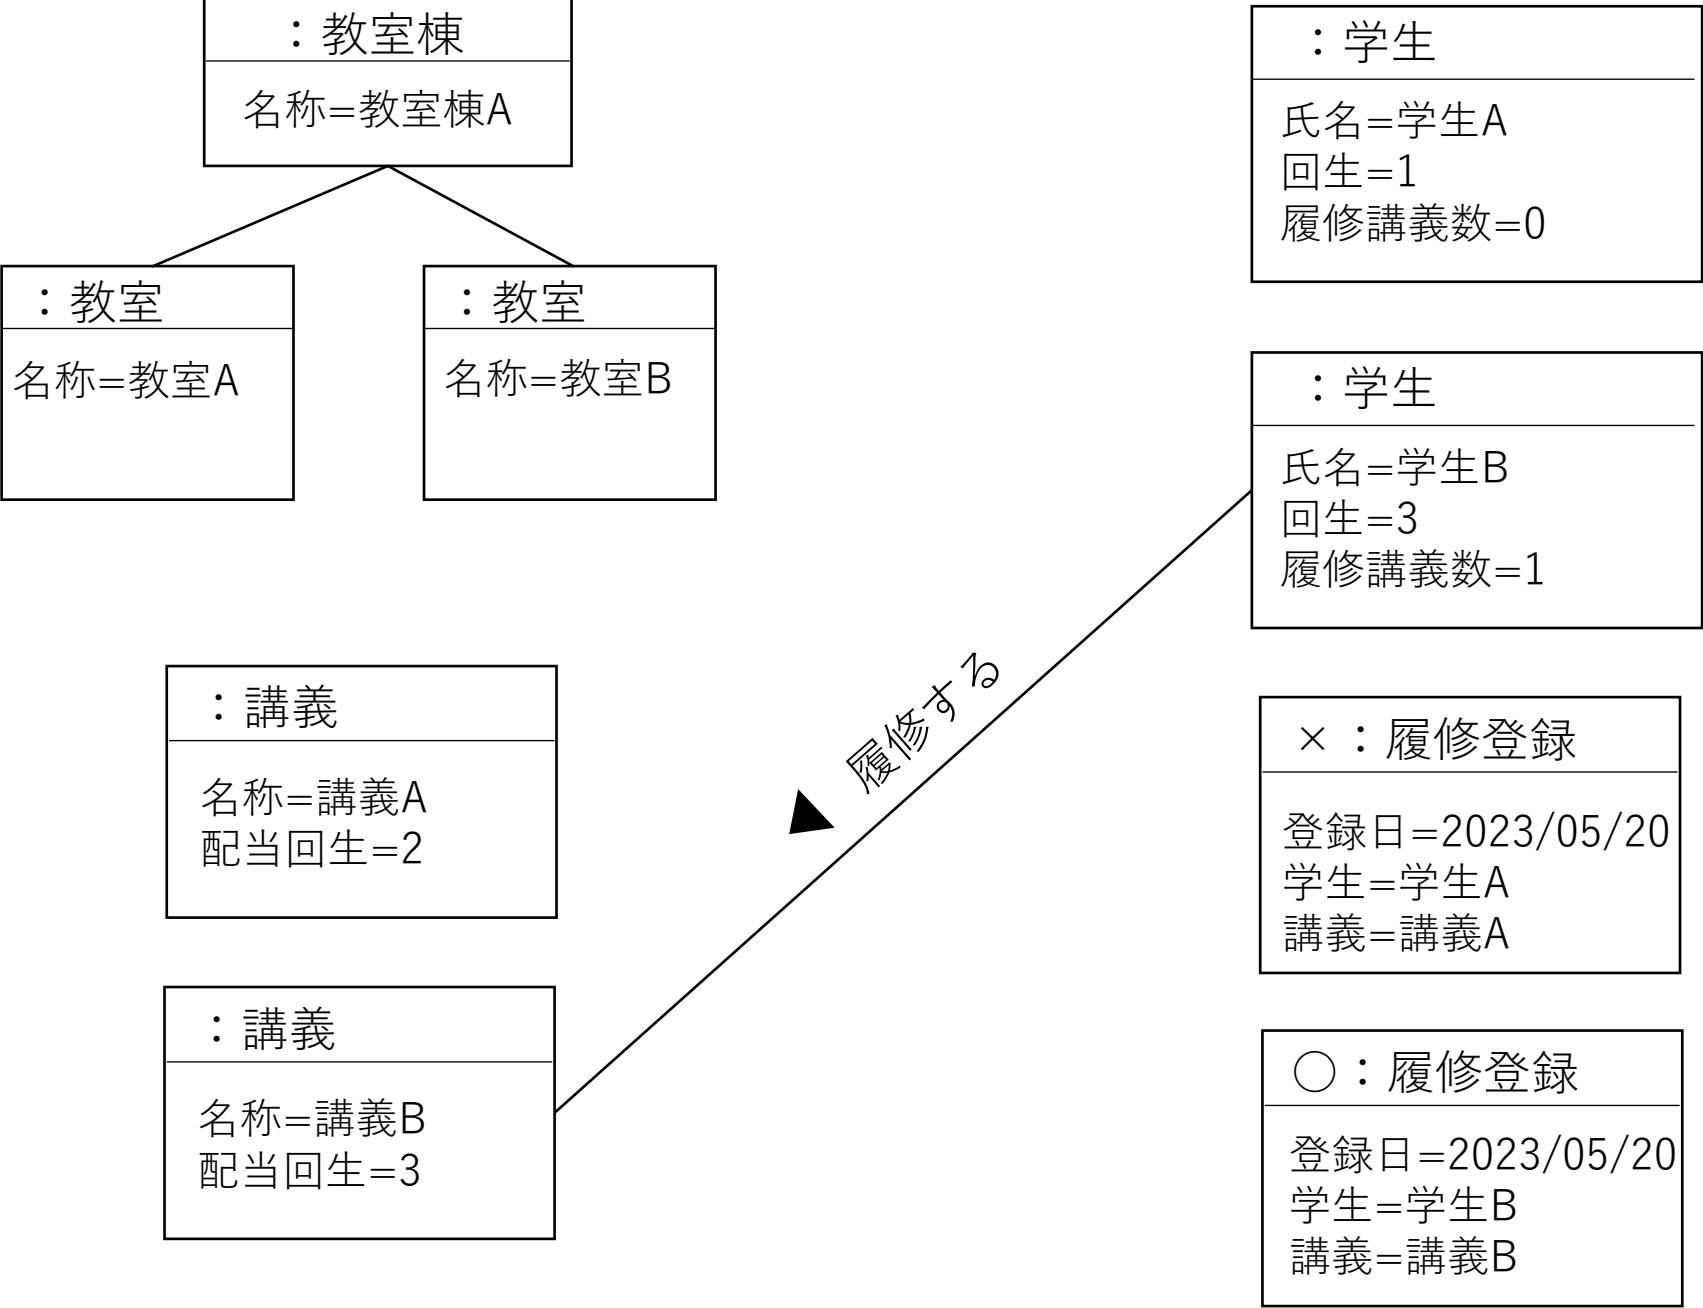 ：教室棟
名称=教室棟A
：教室
名称=教室A
：教室
名称=教室B
：講義
名称=講義A
配当回生=2
：講義
名称=講義B
配当回生=3
履修する
：学生
氏名=学生A
回生=1
履修講義数=0
：学生
氏名=学生B
回生=3
履修講義数=1
×：履修登録
登録日=2023/05/20
学生=学生A
講義=講義A
○：履修登録
登録日=2023/05/20
学生=学生B
講義=講義B